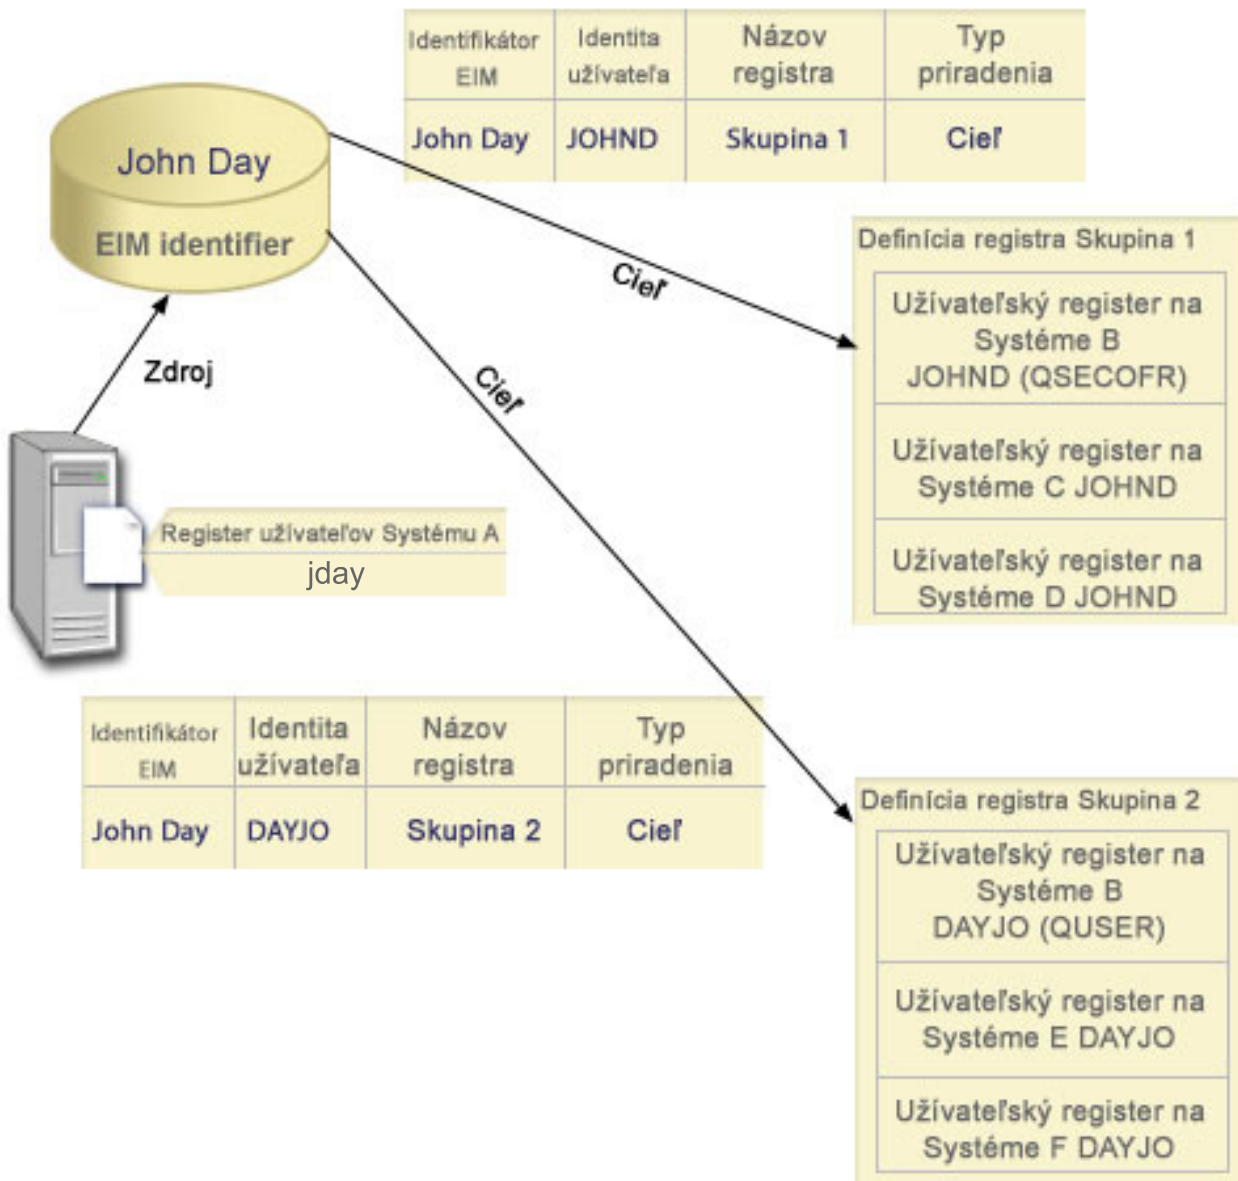 Identifikátor EIM
Identita užívateľa
Názov registra
Typ priradenia
John Day
JOHND
Skupina 1
Cieľ
John Day
EIM identifier
Cieľ
Cieľ
Zdroj
Register užívateľov Systému A
jday
Definícia registra Skupina 1
Užívateľský register na
Systéme B
JOHND (QSECOFR)
Užívateľský register na
Systéme C JOHND
Užívateľský register na
Systéme D JOHND
Identifikátor EIM
Identita užívateľa
Názov registra
Typ priradenia
John Day
DAYJO
Skupina 2
Cieľ
Definícia registra Skupina 2
Užívateľský register na
Systéme B
DAYJO (QUSER)
Užívateľský register na
Systéme E DAYJO
Užívateľský register na
Systéme F DAYJO